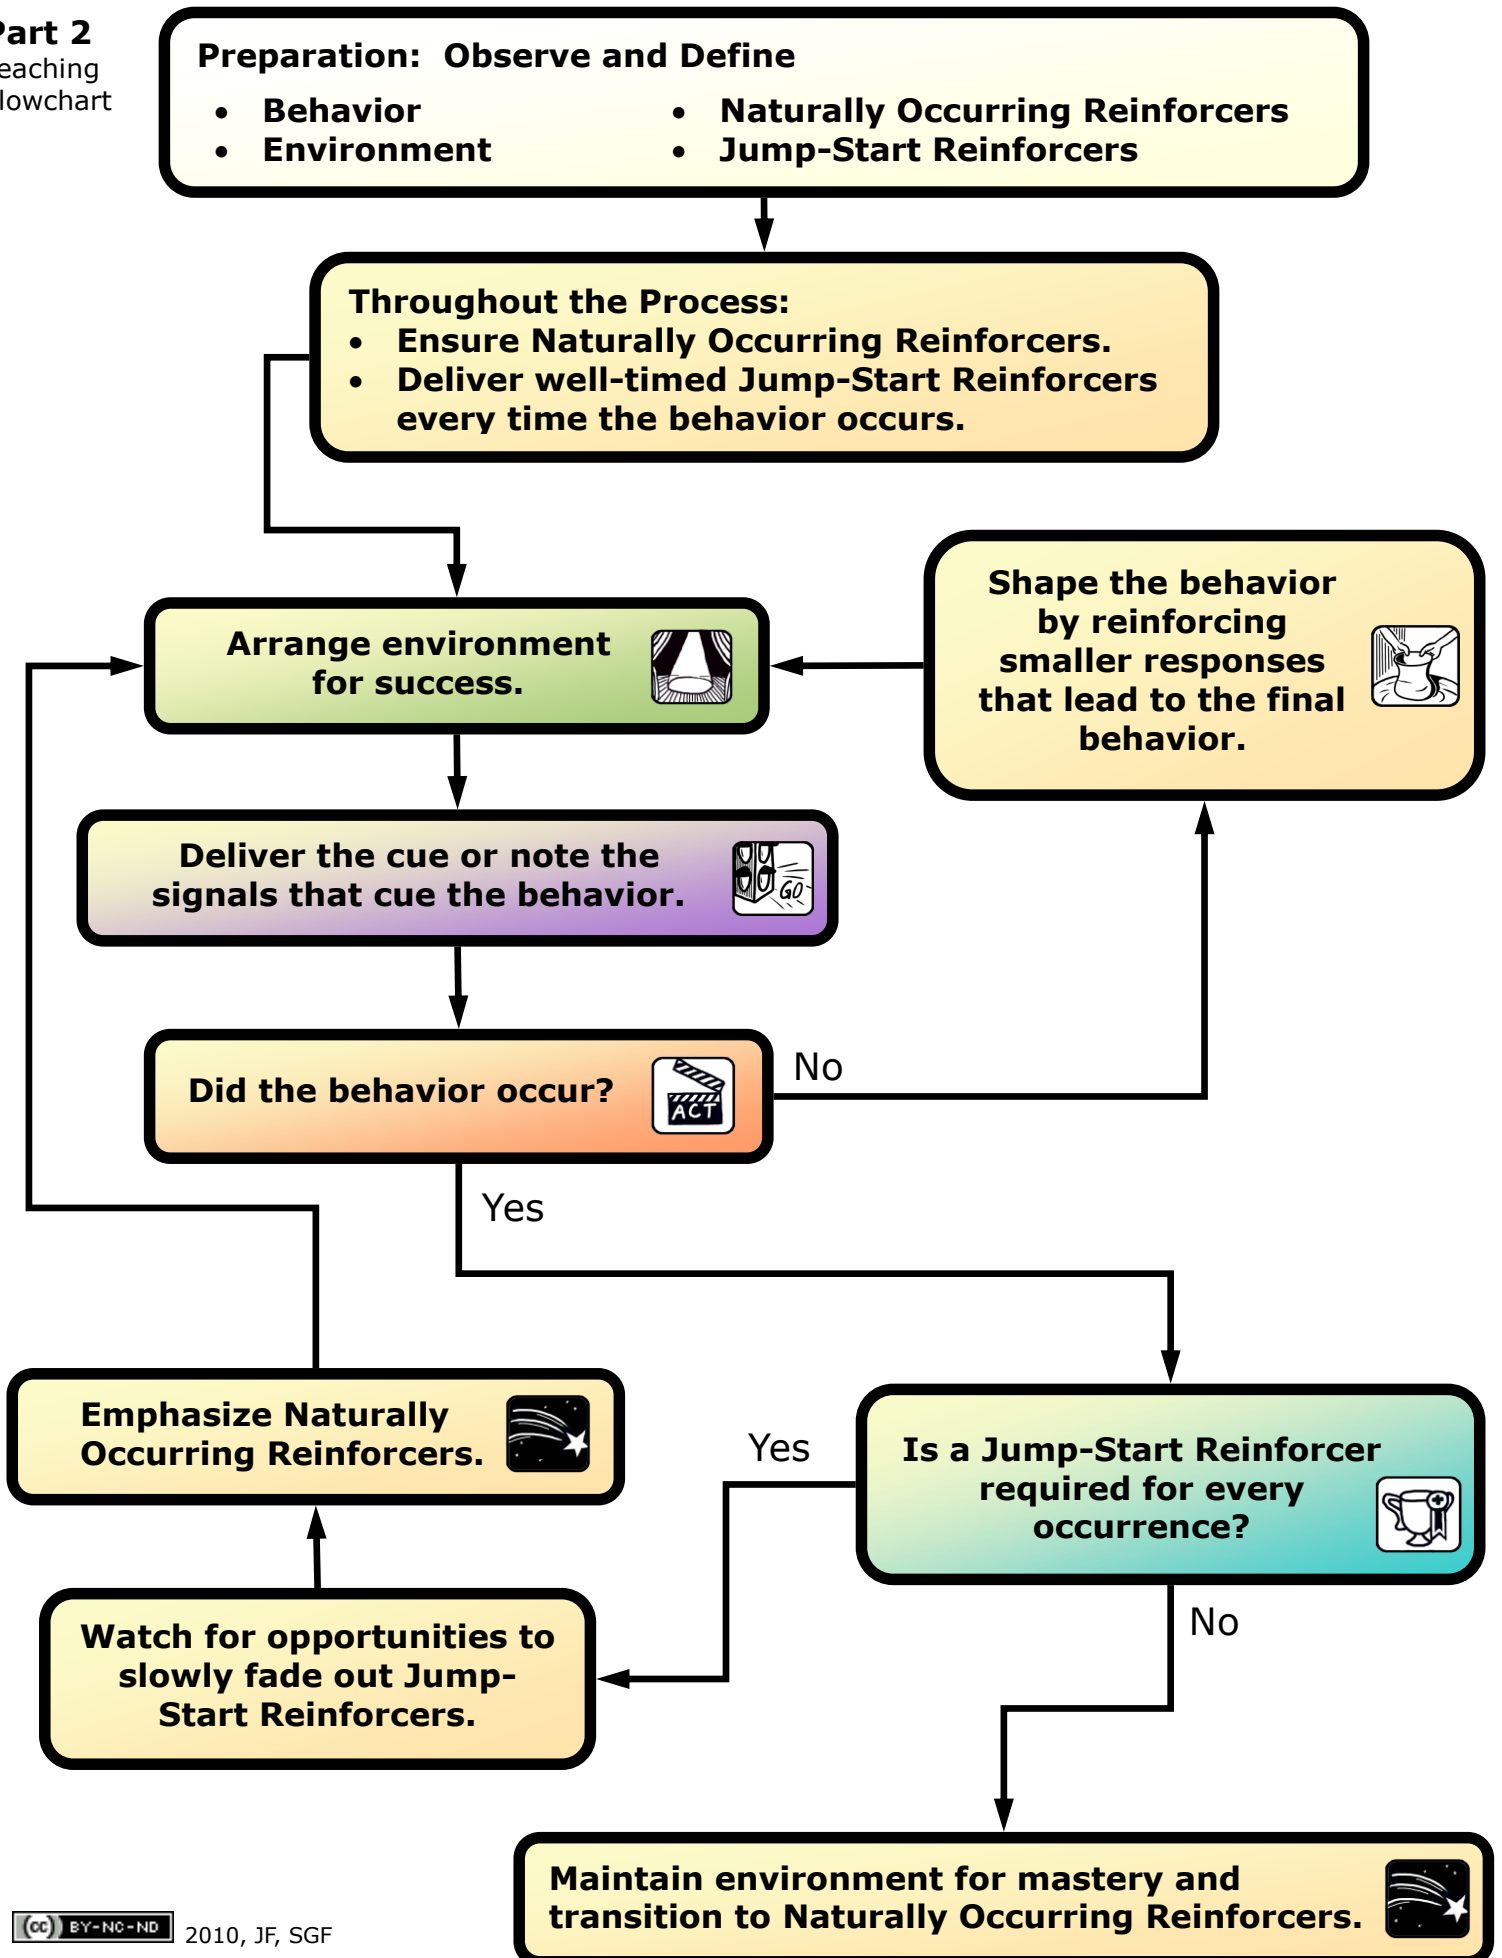 Part 2
eaching
lowchart
Preparation: Observe and Define
• Behavior
• Environment
• Naturally Occurring Reinforcers
• Jump-Start Reinforcers
Throughout the Process:
• Ensure Naturally Occurring Reinforcers.
• Deliver well-timed Jump-Start Reinforcers
every time the behavior occurs.
Shape the behavior
by reinforcing
smaller responses
that lead to the final
behavior.
Arrange environment
for success.
Deliver the cue or note the
signals that cue the behavior.
GO
Did the behavior occur?
ACT
No
Yes
Emphasize Naturally
Occurring Reinforcers.
Yes
Is a Jump-Start Reinforcer
required for every
occurrence?
No
Watch for opportunities to
slowly fade out Jump-
Start Reinforcers.
Maintain environment for mastery and
transition to Naturally Occurring Reinforcers.
(cc) BY-NC-ND 2010, JF, SGF